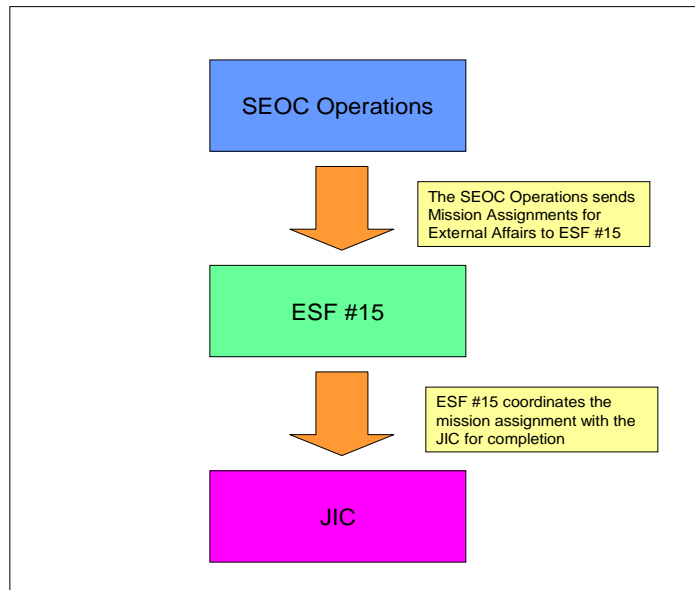 SEOC Operations
The SEOC Operations sends
Mission Assignments for
External Affairs to ESF #15
ESF #15
ESF #15 coordinates the
mission assignment with the
JIC for completion
JIC